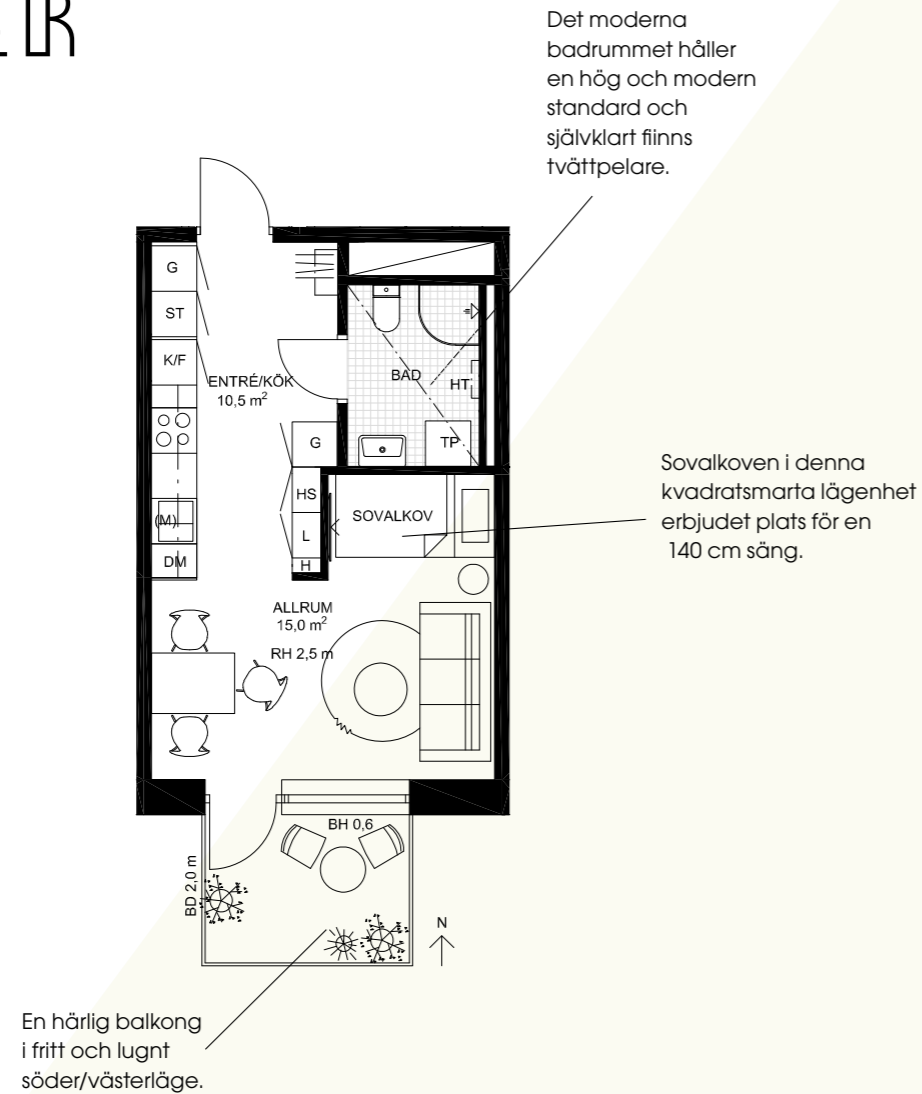 R
Det moderna
badrummet håller
en hög och modern
standard och
självklart fiinns
tvättpelare.
G
ST
K/F
ENTRÉ/KÖK
10,5 m²
BAD
HT
G
TP
HS
SOVALKOV
(M)
L
DM
H
Sovalkoven i denna
kvadratsmarta lägenhet
erbjudet plats för en
140 cm säng.
ALLRUM
15,0 m²
RH 2,5 m
BH 0,6
BD 2,0 m
N
En härlig balkong
i fritt och lugnt
söder/västerläge.